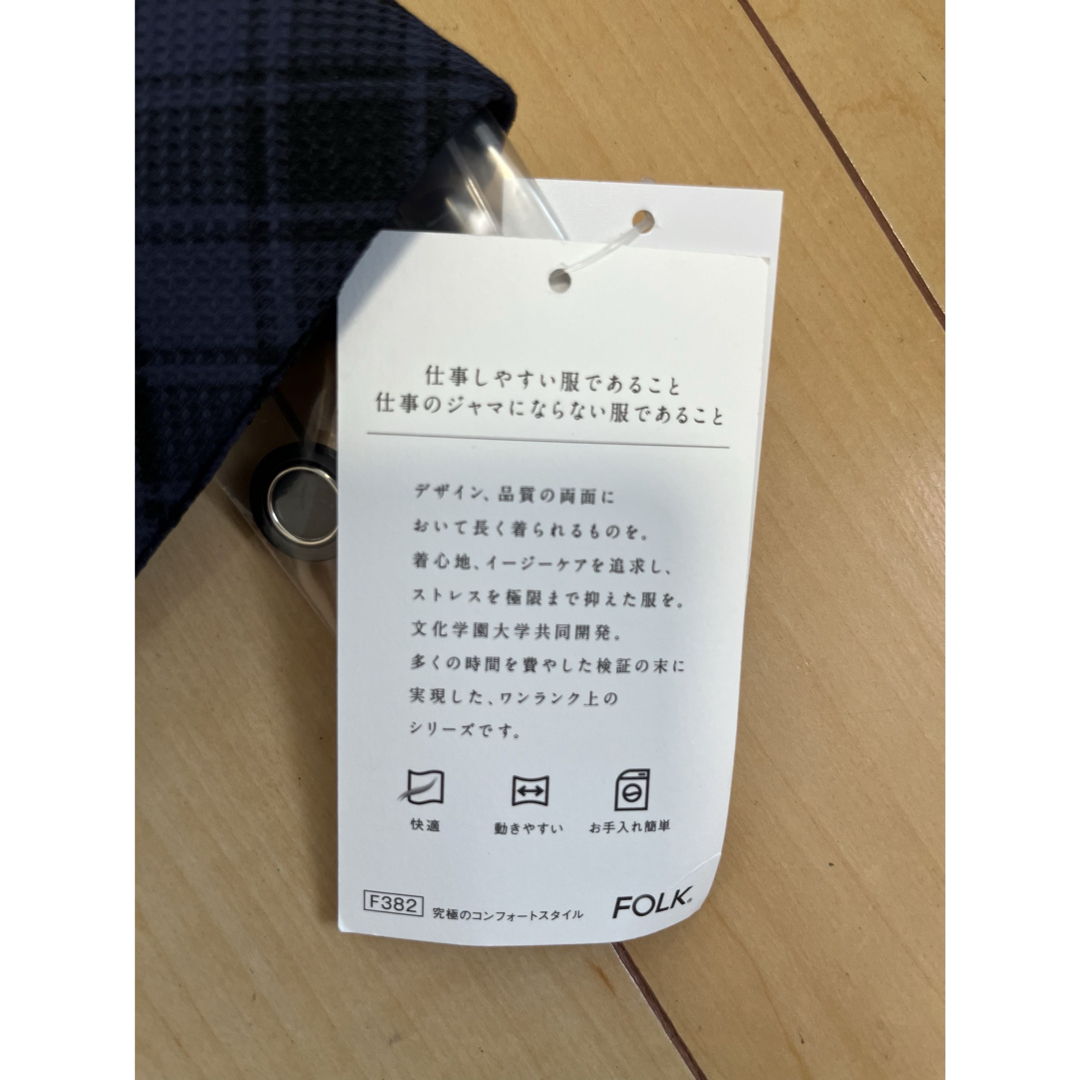 仕事しやすい服であること
仕事のジャマにならない服であること
デザイン、品質の両面に
おいて長く着られるものを。
着心地、イージーケアを追求し、
ストレスを極限まで抑えた服を。
文化学園大学共同開発。
多くの時間を費やした検証の末に
実現した、ワンランク上の
シリーズです。
快適 動きやすい お手入れ簡単
F382 究極のコンフォートスタイル FOLK®